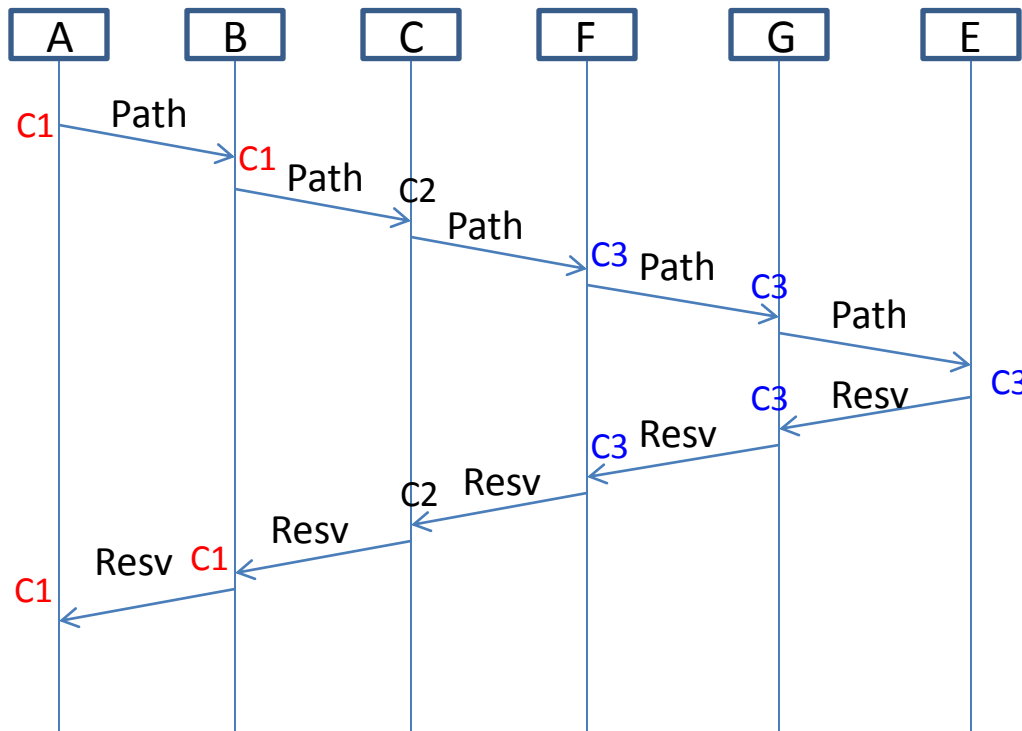 A B C F G E
C1 Path
C1 Path C2
Path
C3 Path C3
Path
C3
C3 Resv
C3 Resv
C2 Resv
C1 Resv
C1 Resv